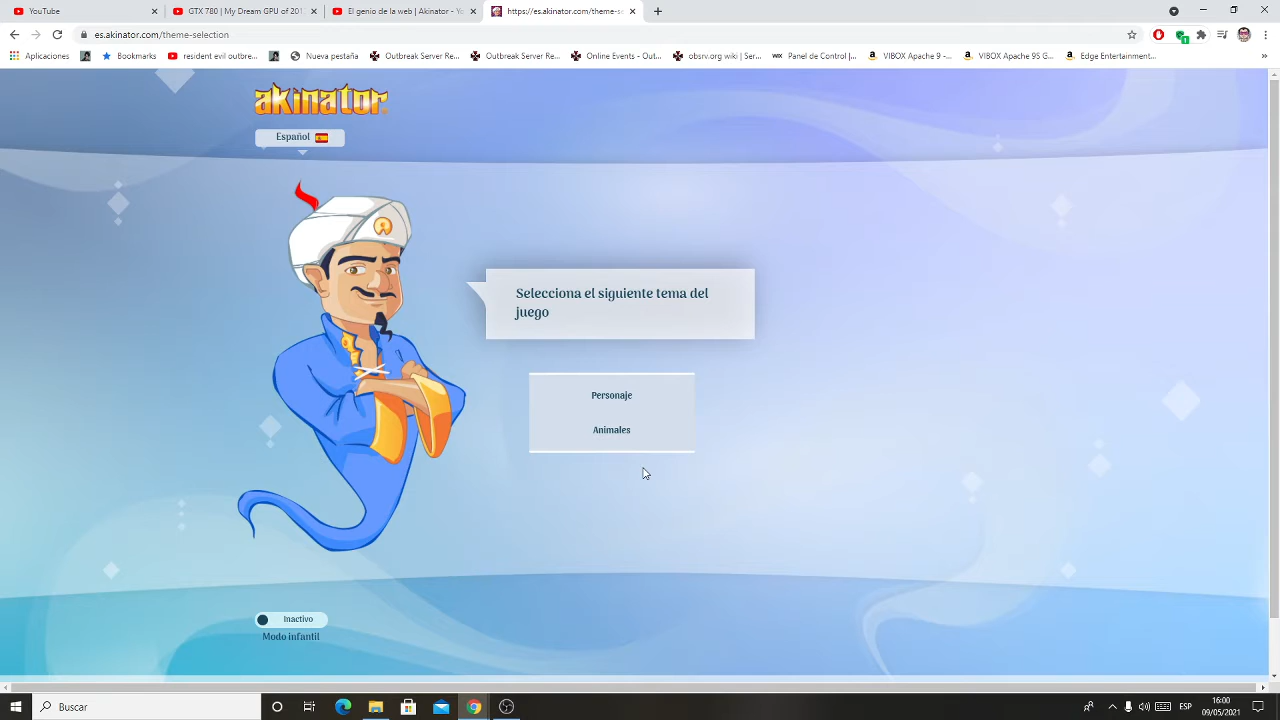 YouTube
GTX 780 | My Dream GPU in 2013
El genio de la web | Akinator - Yo
https://es.akinator.com/theme-s
es.akinator.com/theme-selection
Aplicaciones
Bookmarks
resident evil outbre...
Nueva pestaña
Outbreak Server Re...
Outbreak Server Re...
Online Events - Out...
obsrv.org wiki | Ser...
Panel de Control |...
VIBOX Apache 9 –...
VIBOX Apache 9S G...
Edge Entertainment...
akinator
Español
Selecciona el siguiente tema del
juego
Personaje
Animales
Inactivo
Modo infantil
Buscar
ESP
16:00
09/05/2021